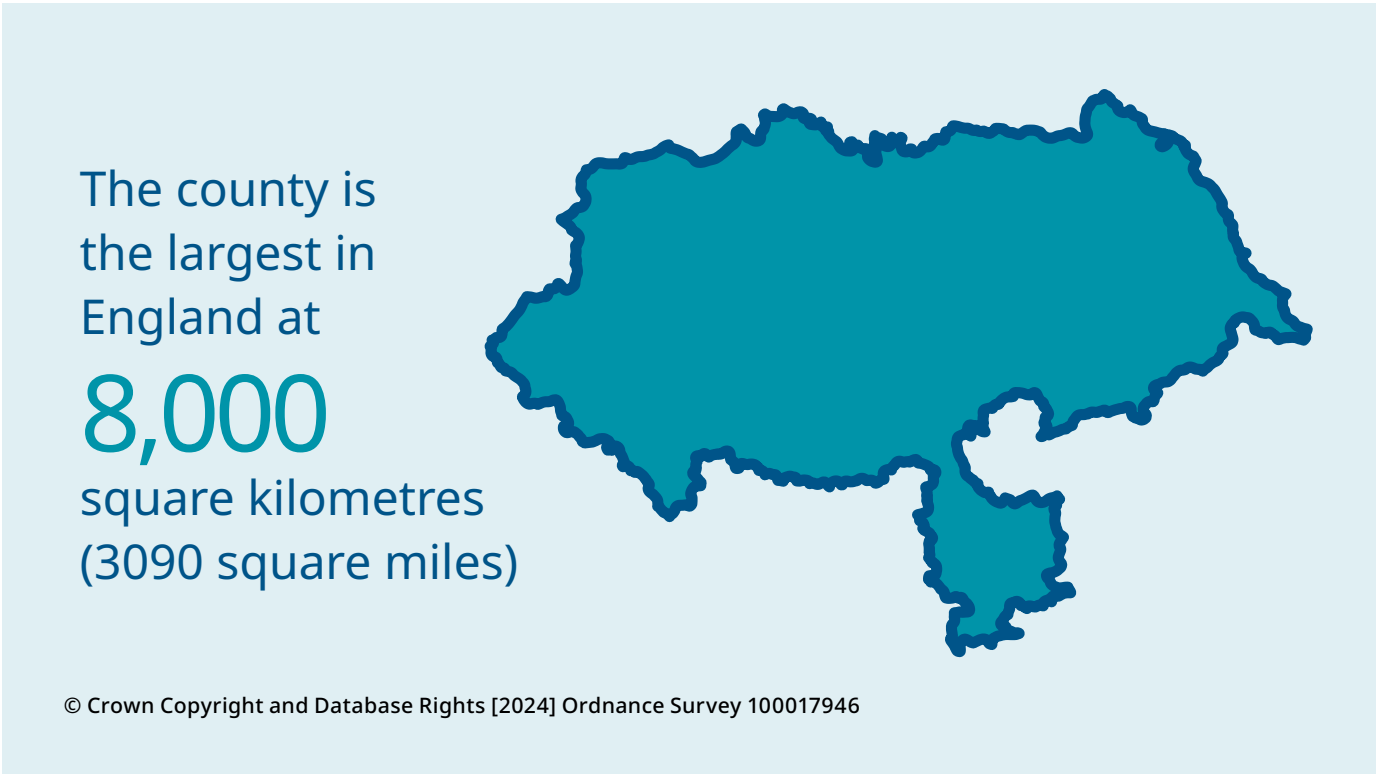 The county is
the largest in
England at
8,000
square kilometres
(3090 square miles)
© Crown Copyright and Database Rights [2024] Ordnance Survey 100017946